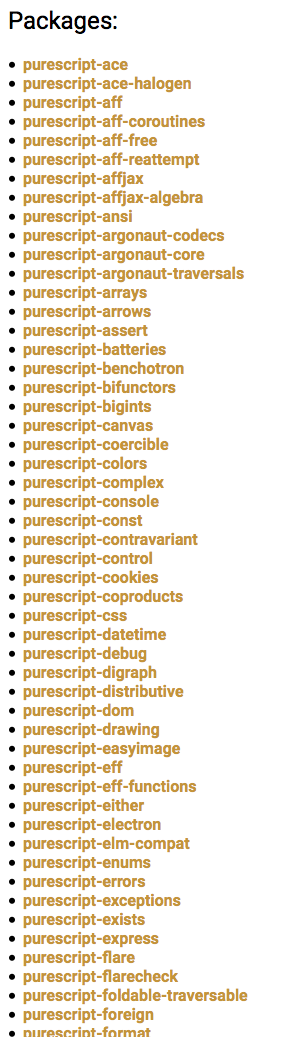 Packages:
purescript-ace
purescript-ace-halogen
purescript-aff
purescript-aff-coroutines
purescript-aff-free
purescript-aff-reattempt
purescript-affjax
purescript-affjax-algebra
purescript-ansi
purescript-argonaut-codecs
purescript-argonaut-core
purescript-argonaut-traversals
purescript-arrays
purescript-arrows
purescript-assert
purescript-batteries
purescript-benchotron
purescript-bifunctors
purescript-bigints
purescript-canvas
purescript-coercible
purescript-colors
purescript-complex
purescript-console
purescript-const
purescript-contravariant
purescript-control
purescript-cookies
purescript-coproducts
purescript-css
purescript-datetime
purescript-debug
purescript-digraph
purescript-distributive
purescript-dom
purescript-drawing
purescript-easyimage
purescript-eff
purescript-eff-functions
purescript-either
purescript-electron
purescript-elm-compat
purescript-enums
purescript-errors
purescript-exceptions
purescript-exists
purescript-express
purescript-flare
purescript-flarecheck
purescript-foldable-traversable
purescript-foreign
purescript-format